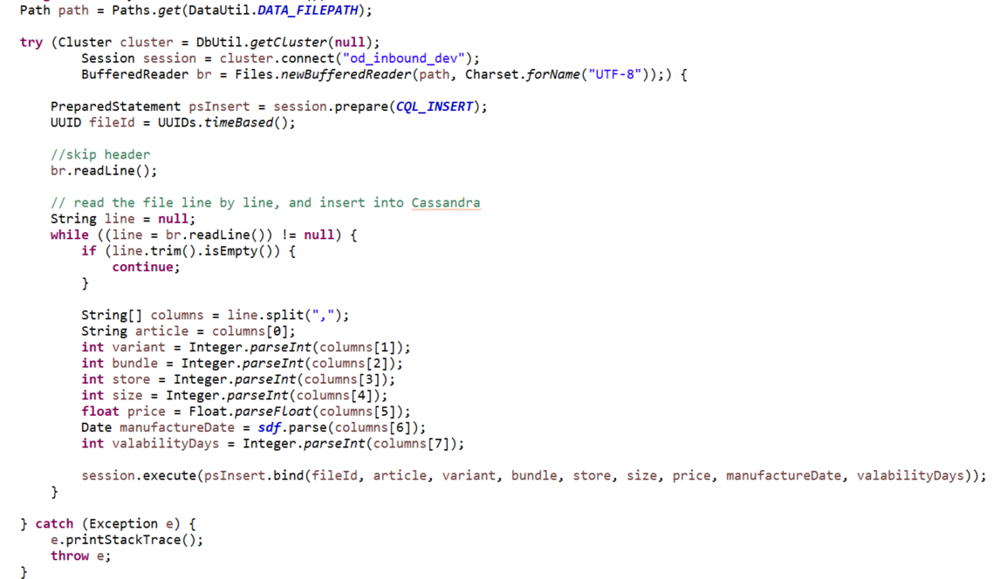 Path path = Paths.get(DataUtil.DATA_FILEPATH);

try (Cluster cluster = DbUtil.getCluster(null);
        Session session = cluster.connect("od_inbound_dev");
        BufferedReader br = Files.newBufferedReader(path, Charset.forName("UTF-8"));) {

    PreparedStatement psInsert = session.prepare(CQL_INSERT);
    UUID fileId = UUIDs.timeBased();

    //skip header
    br.readLine();

    // read the file line by line, and insert into Cassandra
    String line = null;
    while ((line = br.readLine()) != null) {
        if (line.trim().isEmpty()) {
            continue;
        }

        String[] columns = line.split(",");
        String article = columns[0];
        int variant = Integer.parseInt(columns[1]);
        int bundle = Integer.parseInt(columns[2]);
        int store = Integer.parseInt(columns[3]);
        int size = Integer.parseInt(columns[4]);
        float price = Float.parseFloat(columns[5]);
        Date manufactureDate = sdf.parse(columns[6]);
        int valabilityDays = Integer.parseInt(columns[7]);

        session.execute(psInsert.bind(fileId, article, variant, bundle, store, size, price, manufactureDate, valabilityDays));
    }

} catch (Exception e) {
    e.printStackTrace();
    throw e;
}